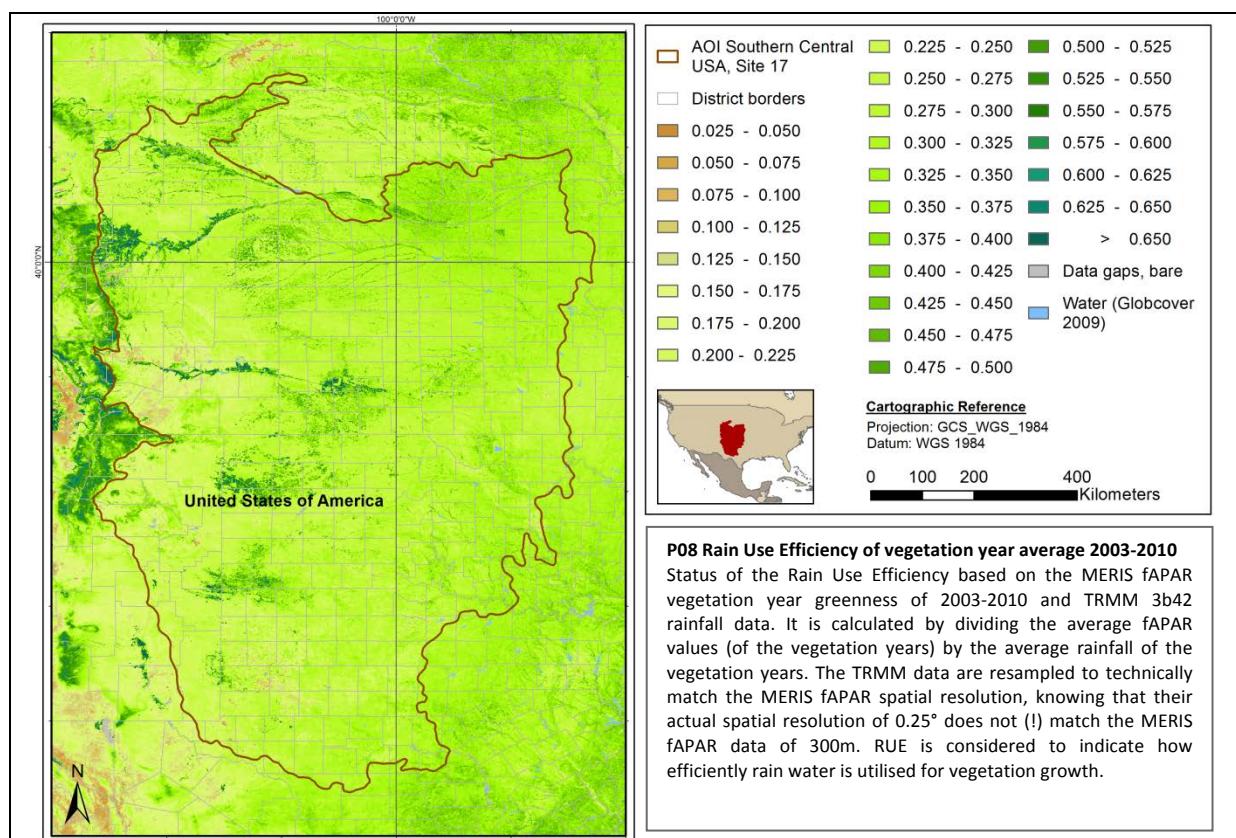 100°0'0"W
40°0'0"N
United States of America
N
AOI Southern Central
USA, Site 17
District borders
0.025 - 0.050
0.050 - 0.075
0.075 - 0.100
0.100 - 0.125
0.125 - 0.150
0.150 - 0.175
0.175 - 0.200
0.200 - 0.225
0.225 - 0.250
0.250 - 0.275
0.275 - 0.300
0.300 - 0.325
0.325 - 0.350
0.350 - 0.375
0.375 - 0.400
0.400 - 0.425
0.425 - 0.450
0.450 - 0.475
0.475 - 0.500
0.500 - 0.525
0.525 - 0.550
0.550 - 0.575
0.575 - 0.600
0.600 - 0.625
0.625 - 0.650
> 0.650
Data gaps, bare
Water (Globcover
2009)
Cartographic Reference
Projection: GCS_WGS_1984
Datum: WGS 1984
0 100 200 400
Kilometers
P08 Rain Use Efficiency of vegetation year average 2003-2010
Status of the Rain Use Efficiency based on the MERIS fAPAR
vegetation year greenness of 2003-2010 and TRMM 3b42
rainfall data. It is calculated by dividing the average fAPAR
values (of the vegetation years) by the average rainfall of the
vegetation years. The TRMM data are resampled to technically
match the MERIS fAPAR spatial resolution, knowing that their
actual spatial resolution of 0.25° does not (!) match the MERIS
fAPAR data of 300m. RUE is considered to indicate how
efficiently rain water is utilised for vegetation growth.